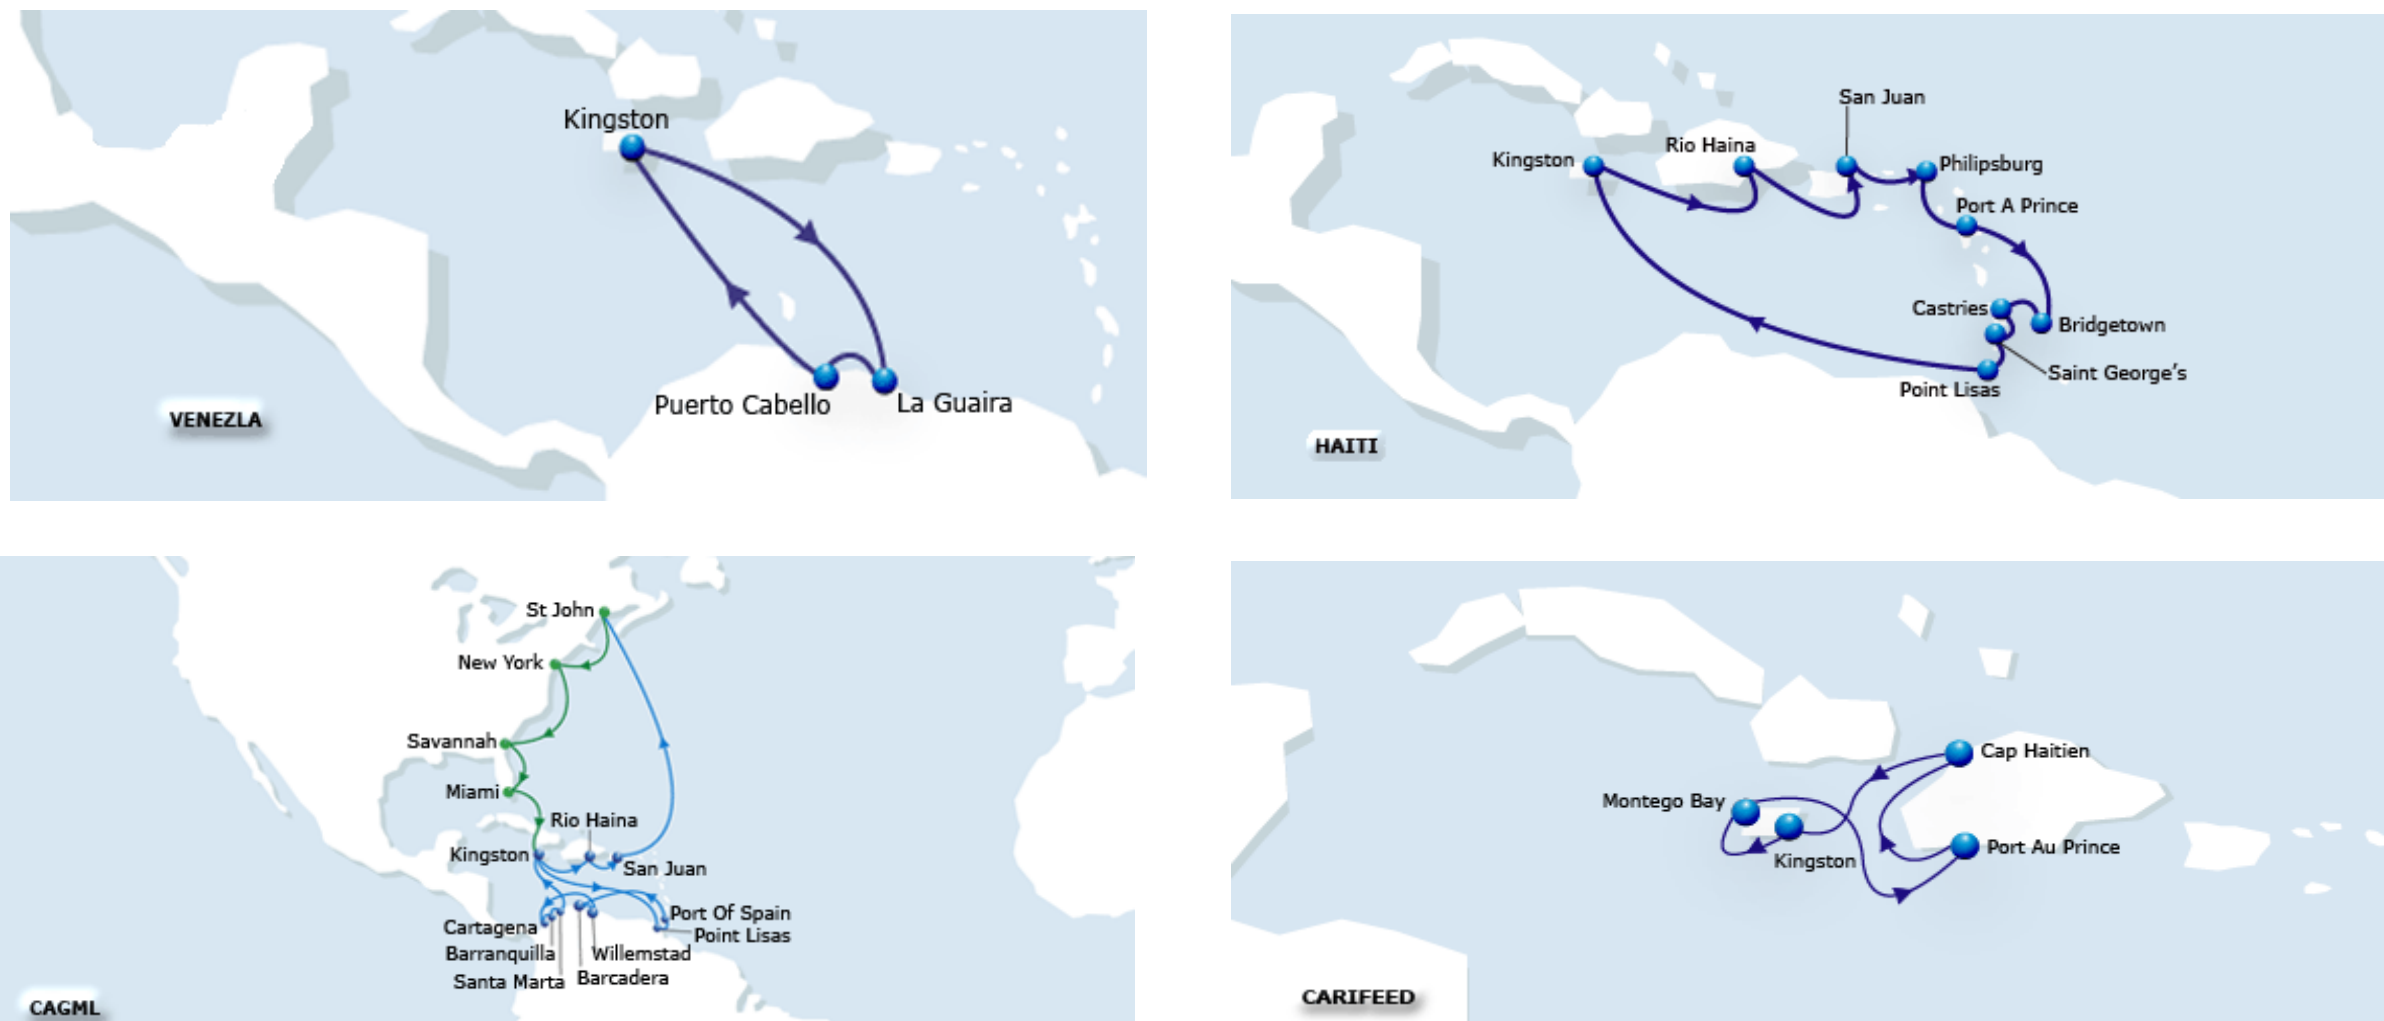 Kingston
Puerto Cabello
La Guaira
VENEZLA
San Juan
Rio Haina
Kingston
Philipsburg
Port A Prince
Castries
Bridgetown
Saint George's
Point Lisas
HAITI
St John
New York
Savannah
Miami
Rio Haina
Kingston
San Juan
Port Of Spain
Cartagena
Point Lisas
Barranquilla
Willemstad
Santa Marta
Barcadera
CAGML
Cap Haitien
Montego Bay
Kingston
Port Au Prince
CARIFEED